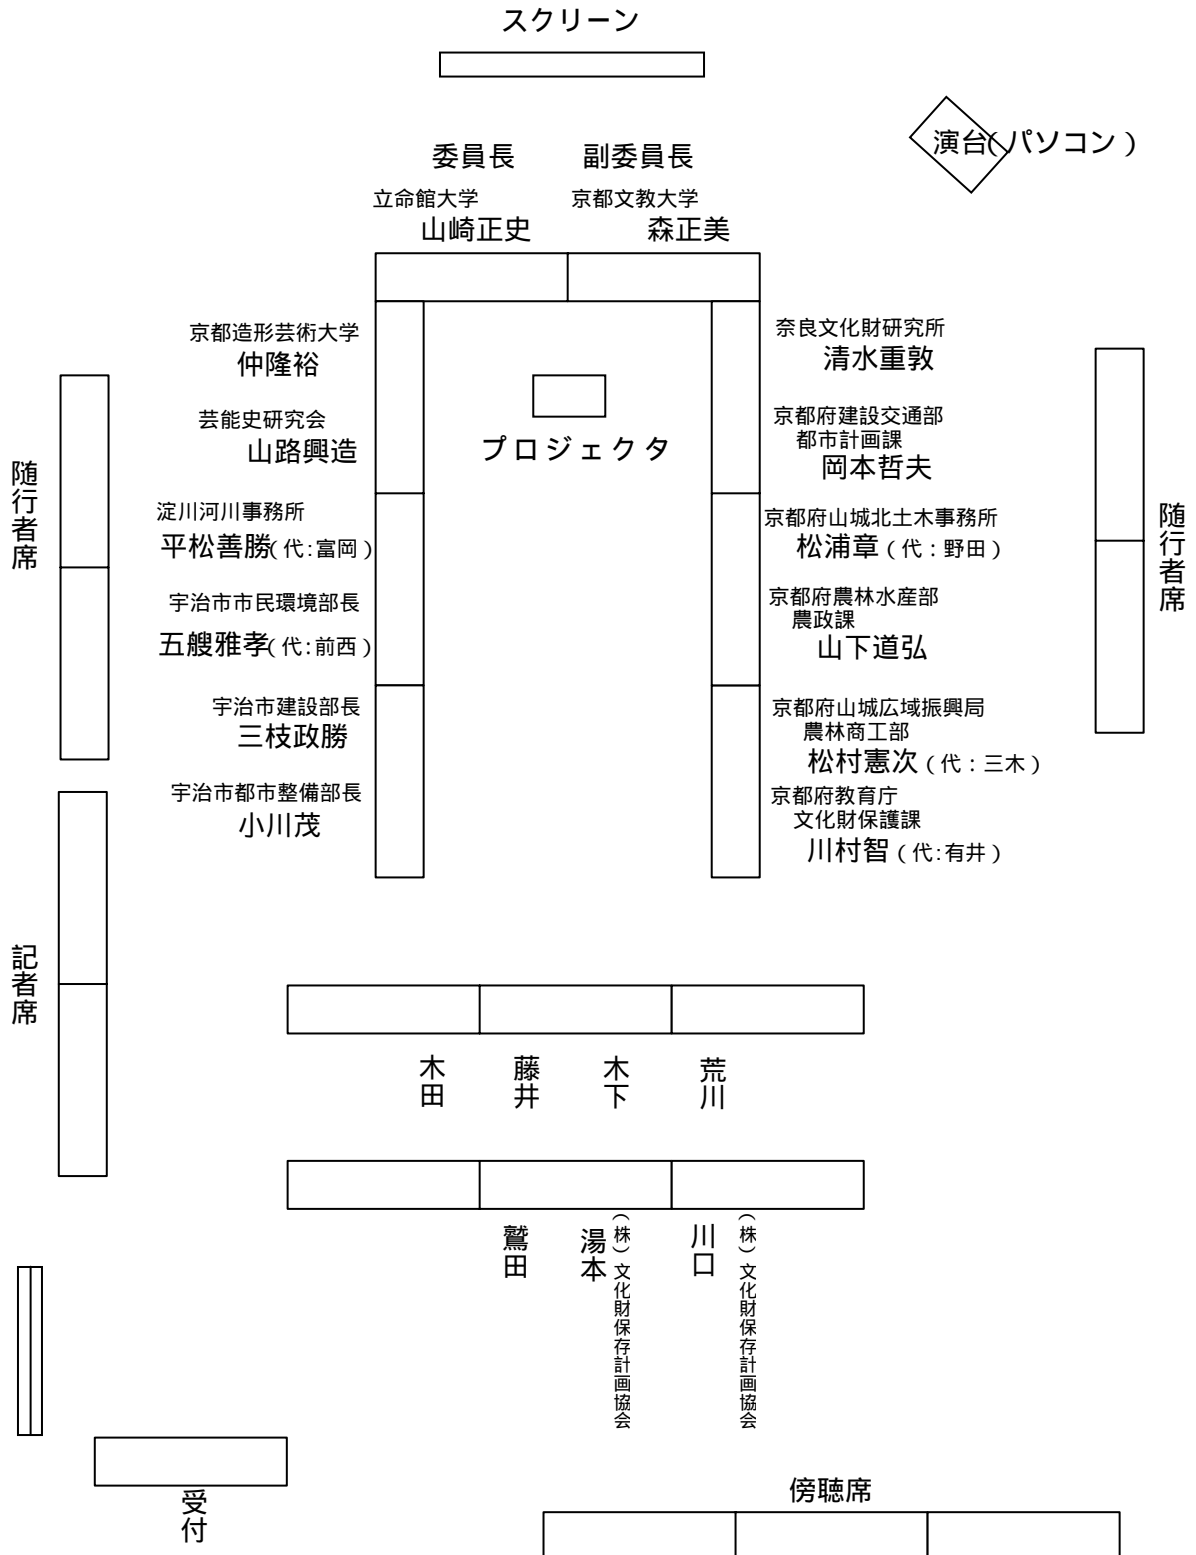 スクリーン
演台(パソコン)
委員長
副委員長
立命館大学
山崎正史
京都文教大学
森正美
京都造形芸術大学
仲隆裕
芸能史研究会
山路興造
淀川河川事務所
平松善勝(代:富岡)
宇治市市民環境部長
五艘雅孝(代:前西)
宇治市建設部長
三枝政勝
宇治市都市整備部長
小川茂
プロジェクタ
奈良文化財研究所
清水重敦
京都府建設交通部
都市計画課
岡本哲夫
京都府山城北土木事務所
松浦章(代:野田)
京都府農林水産部
農政課
山下道弘
京都府山城広域振興局
農林商工部
松村憲次(代:三木)
京都府教育庁
文化財保護課
川村智(代:有井)
随行者席
随行者席
記者席
木田
藤井
木下
荒川
鷲田
湯本
(株)文化財保存計画協会
川口
(株)文化財保存計画協会
受付
傍聴席